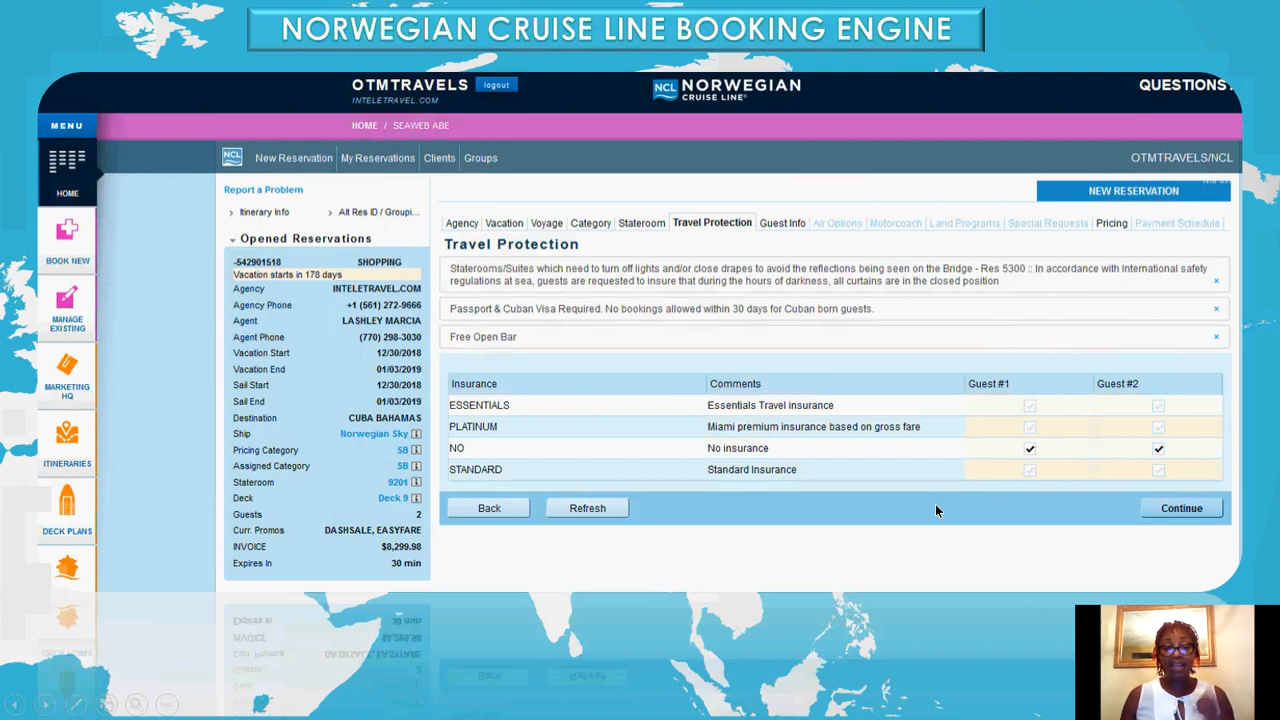 NORWEGIAN CRUISE LINE BOOKING ENGINE
OTMTRAVELS logout
INTELETRAVEL.COM
NCL NORWEGIAN
CRUISE LINE®
QUESTIONS?
MENU
HOME / SEAWEB ABE
HOME
BOOK NEW
MANAGE
EXISTING
MARKETING
HQ
ITINERARIES
DECK PLANS
NCL New Reservation My Reservations Clients Groups
OTMTRAVELS/NCL
Report a Problem
Itinerary Info Alt Res ID / Groupi...
Opened Reservations
-542901518 SHOPPING
Vacation starts in 178 days
Agency INTELETRAVEL.COM
Agency Phone +1 (561) 272-9666
Agent LASHLEY MARCIA
Agent Phone (770) 298-3030
Vacation Start 12/30/2018
Vacation End 01/03/2019
Sail Start 12/30/2018
Sail End 01/03/2019
Destination CUBA BAHAMAS
Ship Norwegian Sky
Pricing Category SB
Assigned Category SB
Stateroom 9201
Deck Deck 9
Guests 2
Curr. Promos DASHSALE, EASYFARE
INVOICE $8,299.98
Expires In 30 min
NEW RESERVATION
Agency Vacation Voyage Category Stateroom Travel Protection Guest Info Air Options Motorcoach Land Programs Special Requests Pricing Payment Schedule
Travel Protection
Staterooms/Suites which need to turn off lights and/or close drapes to avoid the reflections being seen on the Bridge - Res 5300 :: In accordance with International safety
regulations at sea, guests are requested to insure that during the hours of darkness, all curtains are in the closed position
Passport & Cuban Visa Required. No bookings allowed within 30 days for Cuban born guests.
Free Open Bar
Insurance Comments Guest #1 Guest #2
ESSENTIALS Essentials Travel insurance
PLATINUM Miami premium insurance based on gross fare
NO No insurance
STANDARD Standard Insurance
Back Refresh Continue